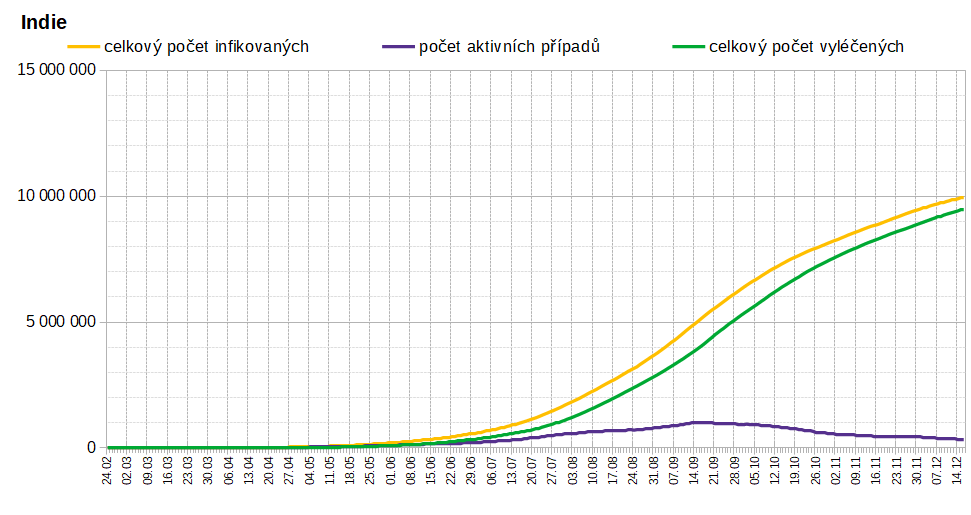 Indie
celkový počet infikovaných počet aktivních případů celkový počet vyléčených
15 000 000
10 000 000
5 000 000
0
24.02 02.03 09.03 16.03 23.03 30.03 06.04 13.04 20.04 27.04 04.05 11.05 18.05 25.05 01.06 08.06 15.06 22.06 29.06 06.07 13.07 20.07 27.07 03.08 10.08 17.08 24.08 31.08 07.09 14.09 21.09 28.09 05.10 12.10 19.10 26.10 02.11 09.11 16.11 23.11 30.11 07.12 14.12